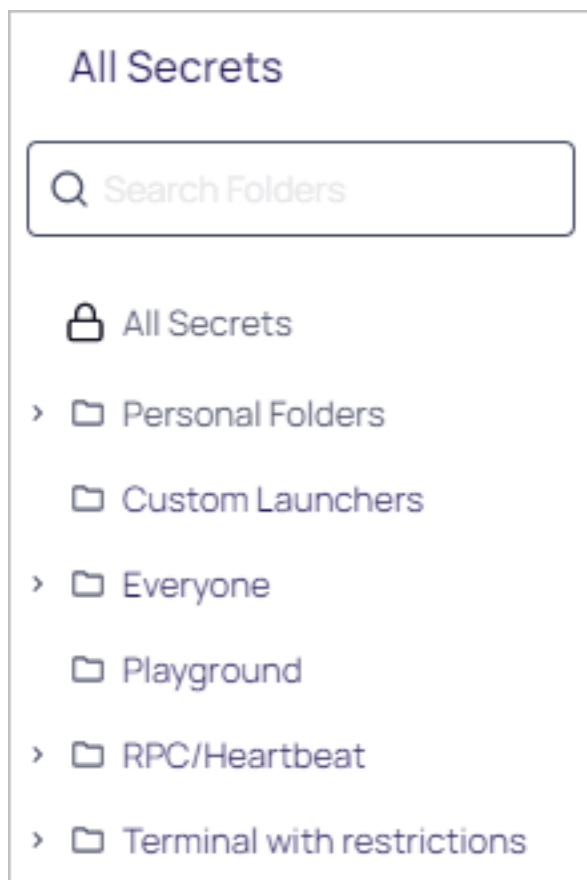 All Secrets
Search Folders
All Secrets
Personal Folders
Custom Launchers
Everyone
Playground
RPC/Heartbeat
Terminal with restrictions